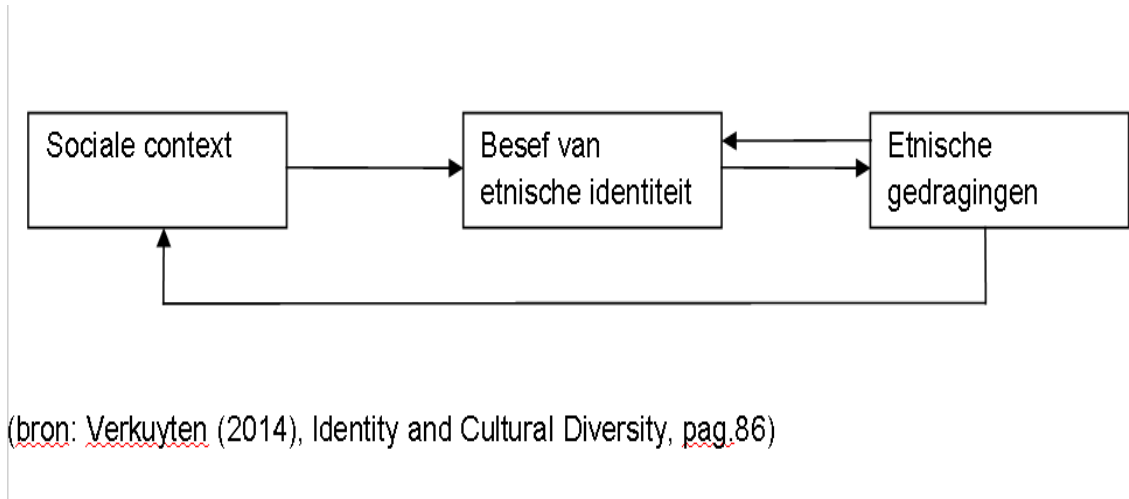 Sociale context
Besef van
etnische identiteit
Etnische
gedragingen
(bron: Verkuyten (2014), Identity and Cultural Diversity, pag.86)